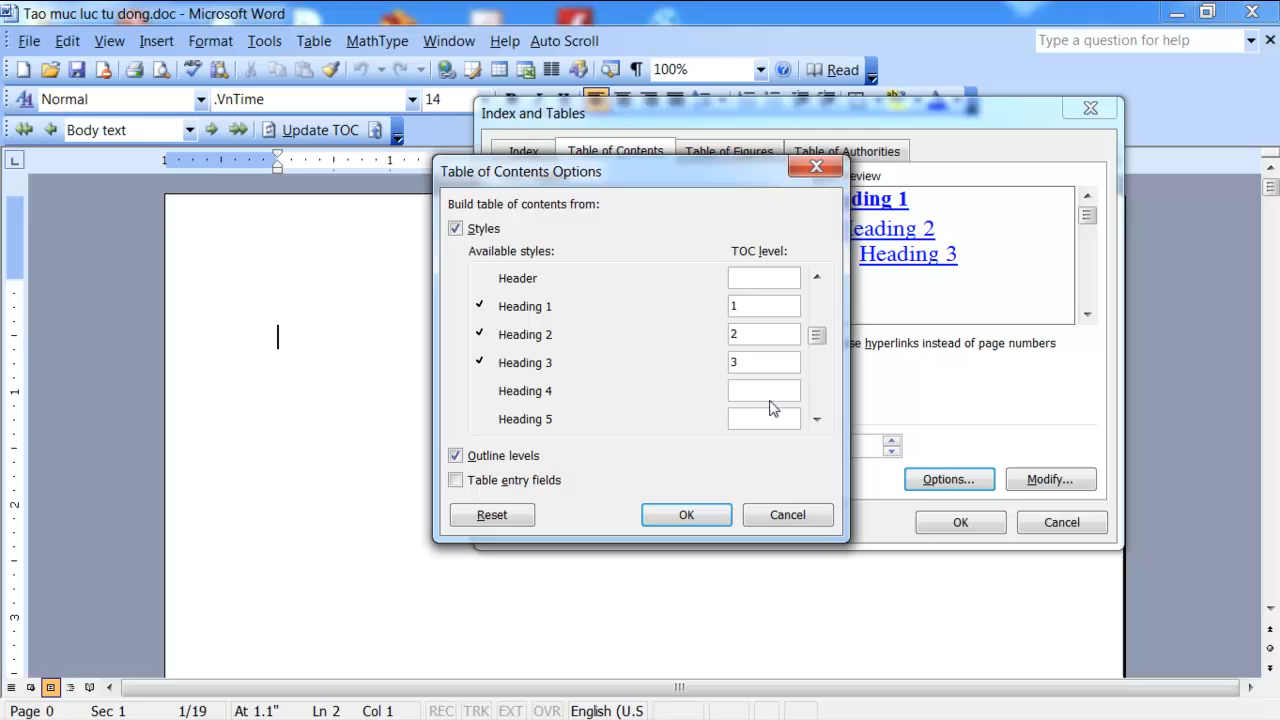 Tao muc luc tu dong.doc - Microsoft Word
File Edit View Insert Format Tools Table MathType Window Help Auto Scroll
Type a question for help
100%
Read
Normal
.VnTime
14
Body text
Update TOC
Index and Tables
Index
Table of Contents
Table of Figures
Table of Authorities
Table of Contents Options
Build table of contents from:
Styles
Available styles:
TOC level:
Header
Heading 1
1
Heading 2
2
Heading 3
3
Heading 4
Heading 5
Outline levels
Table entry fields
Reset
OK
Cancel
eview
ding 1
eading 2
Heading 3
se hyperlinks instead of page numbers
Options...
Modify...
OK
Cancel
1
1
1
2
3
Page 0 Sec 1 1/19 At 1.1" Ln 2 Col 1 REC TRK EXT OVR English (U.S